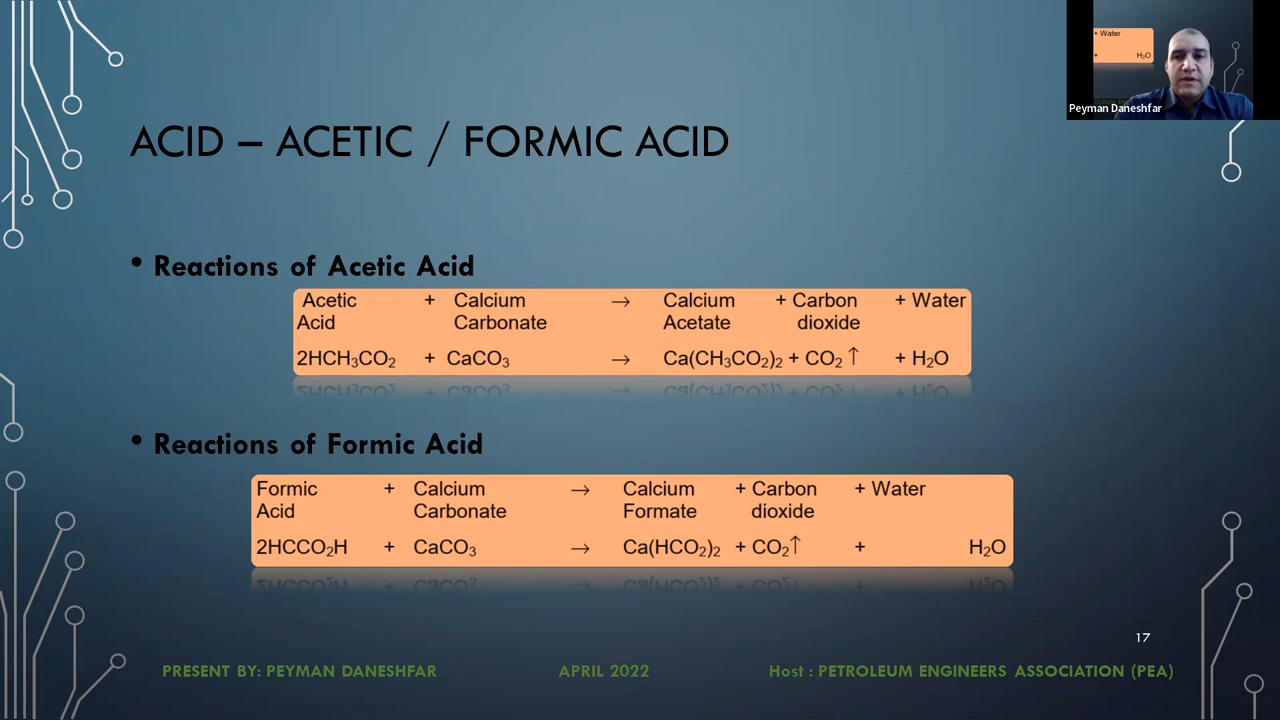 + Water
+ H₂O
Peyman Daneshfar
ACID – ACETIC / FORMIC ACID
• Reactions of Acetic Acid
Acetic + Calcium → Calcium + Carbon + Water
Acid Carbonate Acetate dioxide
2HCH₃CO₂ + CaCO₃ → Ca(CH₃CO₂)₂ + CO₂ ↑ + H₂O
• Reactions of Formic Acid
Formic + Calcium → Calcium + Carbon + Water
Acid Carbonate Formate dioxide
2HCCO₂H + CaCO₃ → Ca(HCO₂)₂ + CO₂↑ + H₂O
17
PRESENT BY: PEYMAN DANESHFAR APRIL 2022 Host : PETROLEUM ENGINEERS ASSOCIATION (PEA)